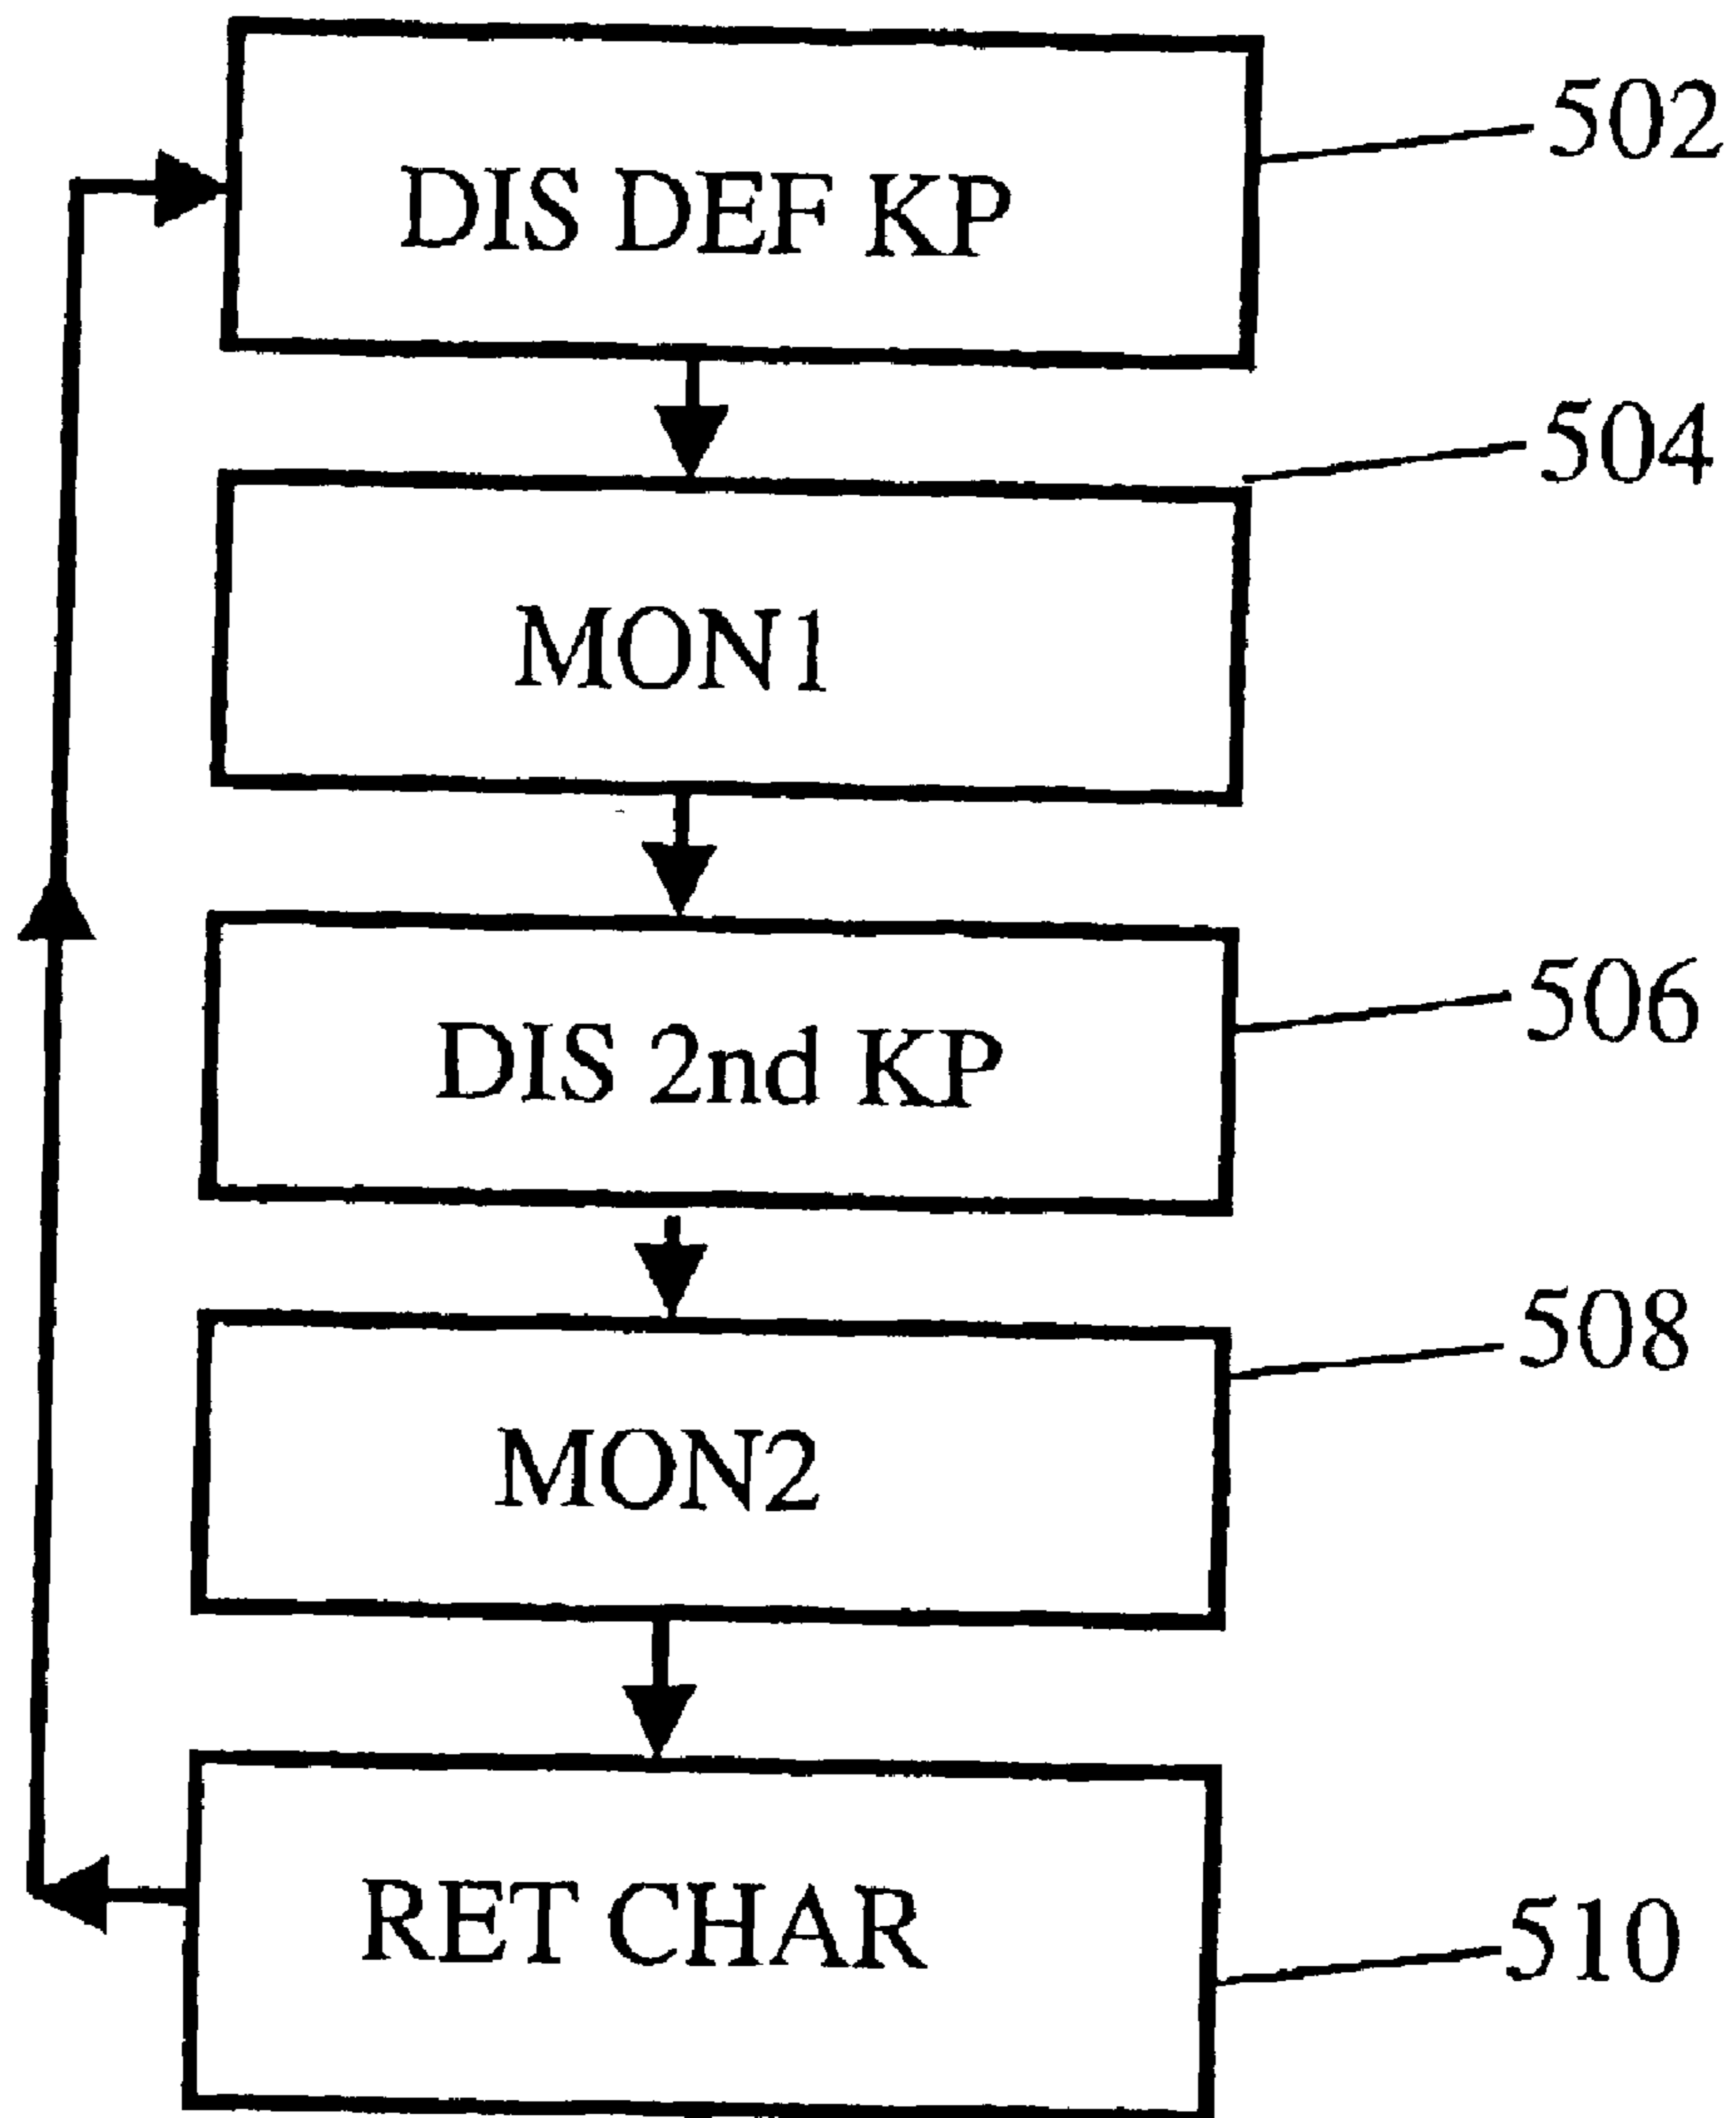 502
DIS DEF KP
504
MON1
506
DIS 2nd KP
508
MON2
RET CHAR
510